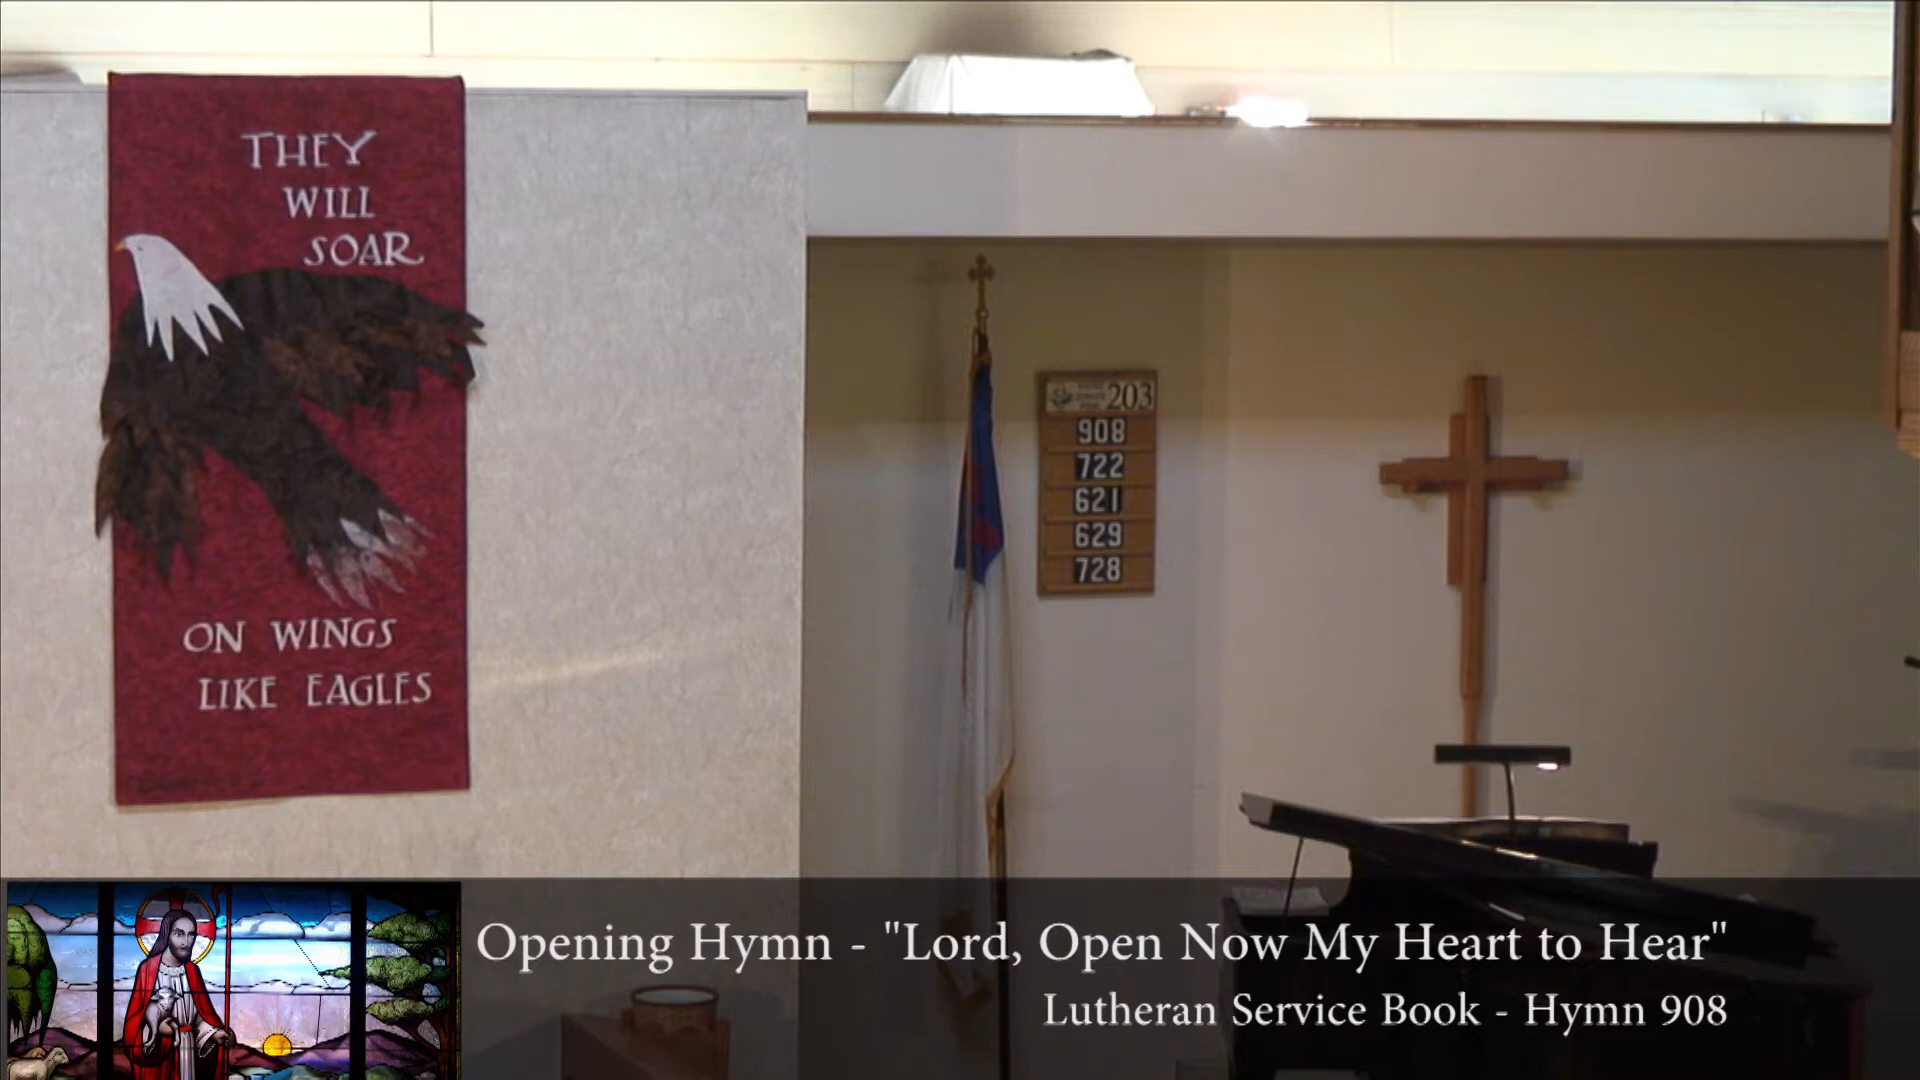 THEY
WILL
SOAR
ON WINGS
LIKE EAGLES
203
908
722
621
629
728
Opening Hymn - "Lord, Open Now My Heart to Hear"
Lutheran Service Book - Hymn 908